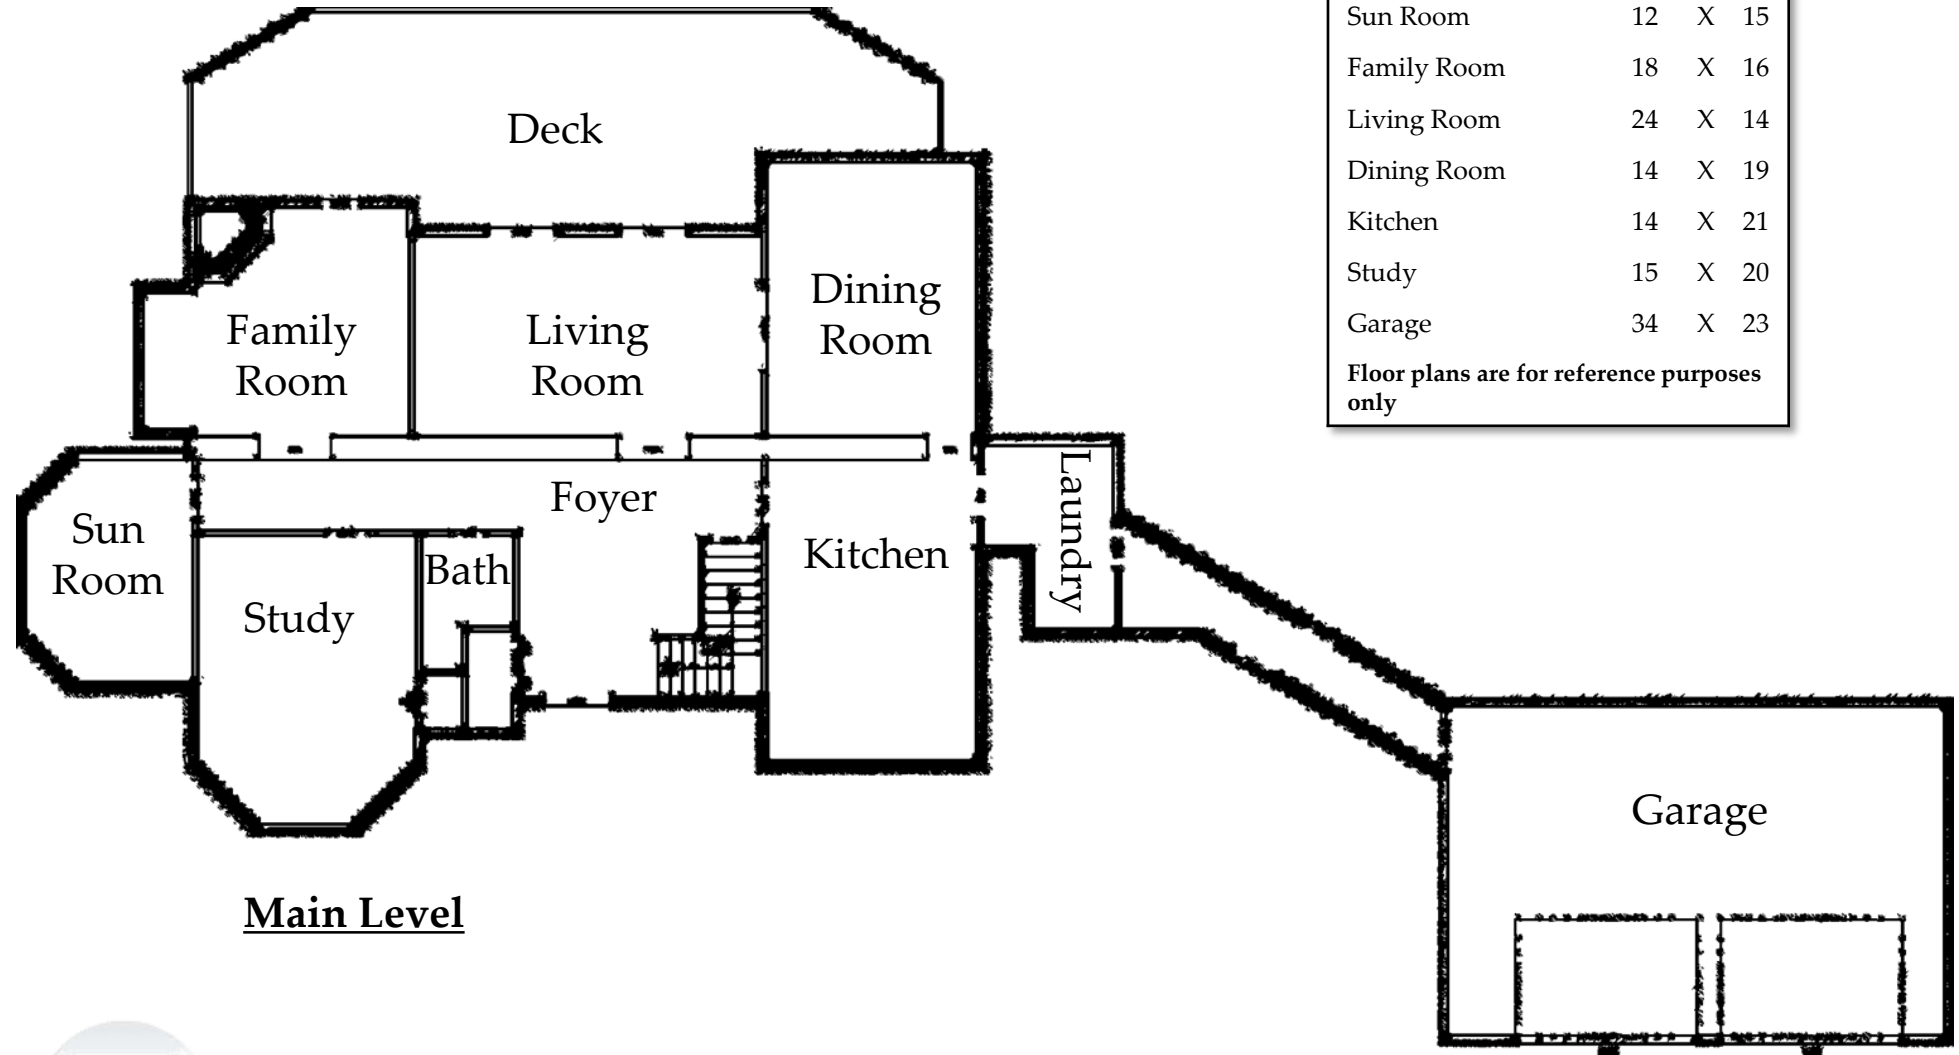 Sun Room 12 X 15
Family Room 18 X 16
Living Room 24 X 14
Dining Room 14 X 19
Kitchen 14 X 21
Study 15 X 20
Garage 34 X 23
Floor plans are for reference purposes
only
Deck
Family
Room
Living
Room
Dining
Room
Foyer
Sun
Room
Study
Bath
Kitchen
Laundry
Garage
Main Level